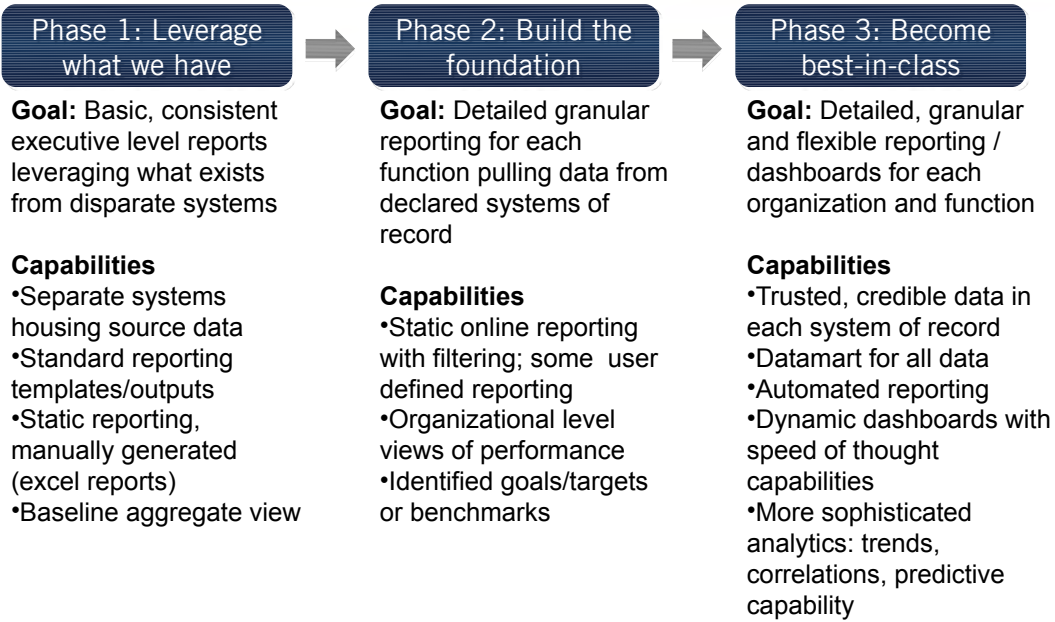 Phase 1: Leverage
what we have
Goal: Basic, consistent
executive level reports
leveraging what exists
from disparate systems
Capabilities
•Separate systems
housing source data
•Standard reporting
templates/outputs
•Static reporting,
manually generated
(excel reports)
•Baseline aggregate view
Phase 2: Build the
foundation
Goal: Detailed granular
reporting for each
function pulling data from
declared systems of
record
Capabilities
•Static online reporting
with filtering; some  user
defined reporting
•Organizational level
views of performance
•Identified goals/targets
or benchmarks
Phase 3: Become
best-in-class
Goal: Detailed, granular
and flexible reporting /
dashboards for each
organization and function
Capabilities
•Trusted, credible data in
each system of record
•Datamart for all data
•Automated reporting
•Dynamic dashboards with
speed of thought
capabilities
•More sophisticated
analytics: trends,
correlations, predictive
capability